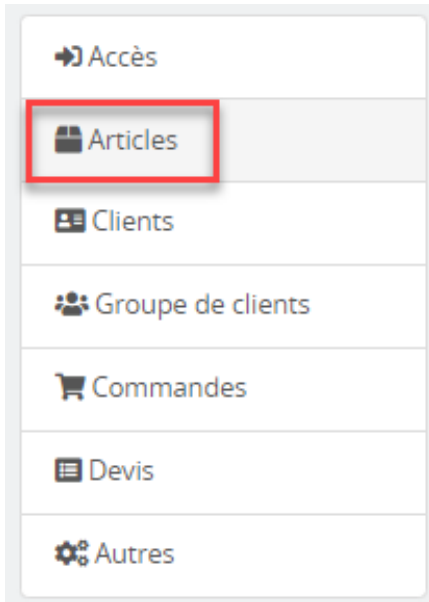 Accès
Articles
Clients
Groupe de clients
Commandes
Devis
Autres